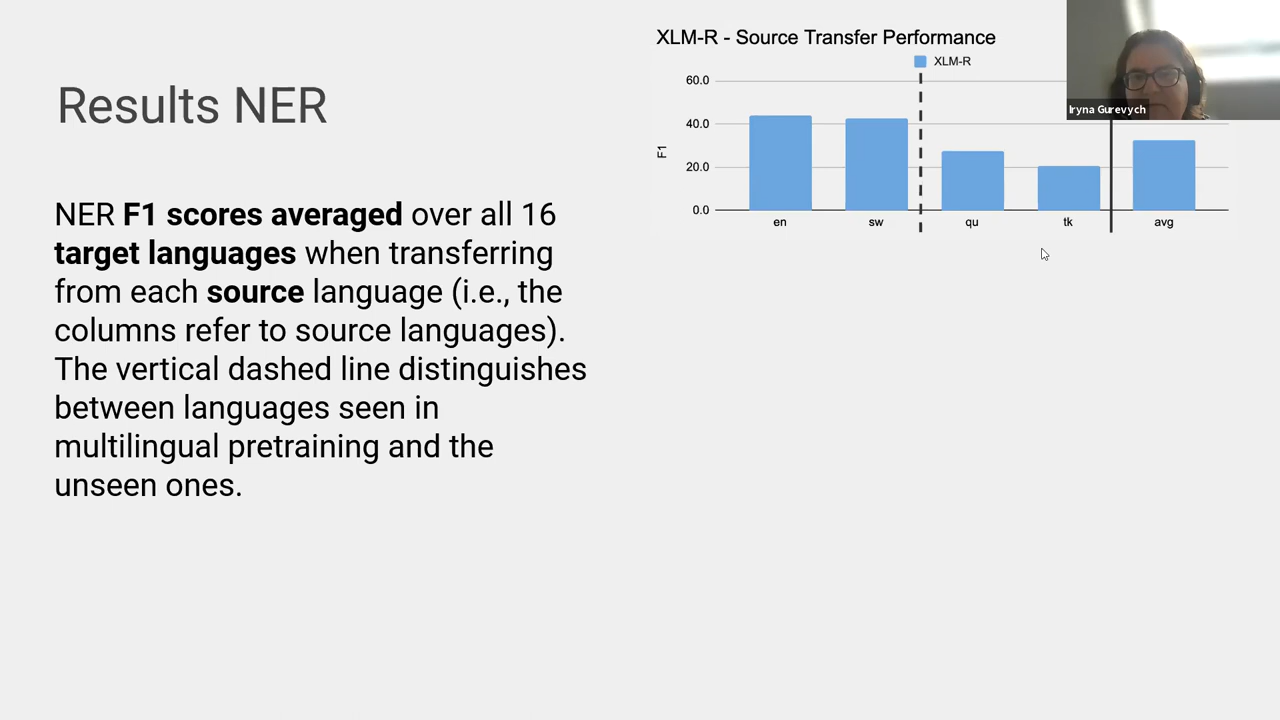 Results NER
NER F1 scores averaged over all 16
target languages when transferring
from each source language (i.e., the
columns refer to source languages).
The vertical dashed line distinguishes
between languages seen in
multilingual pretraining and the
unseen ones.
XLM-R - Source Transfer Performance
XLM-R
60.0
40.0
20.0
0.0
F1
en sw qu tk avg
Iryna Gurevych